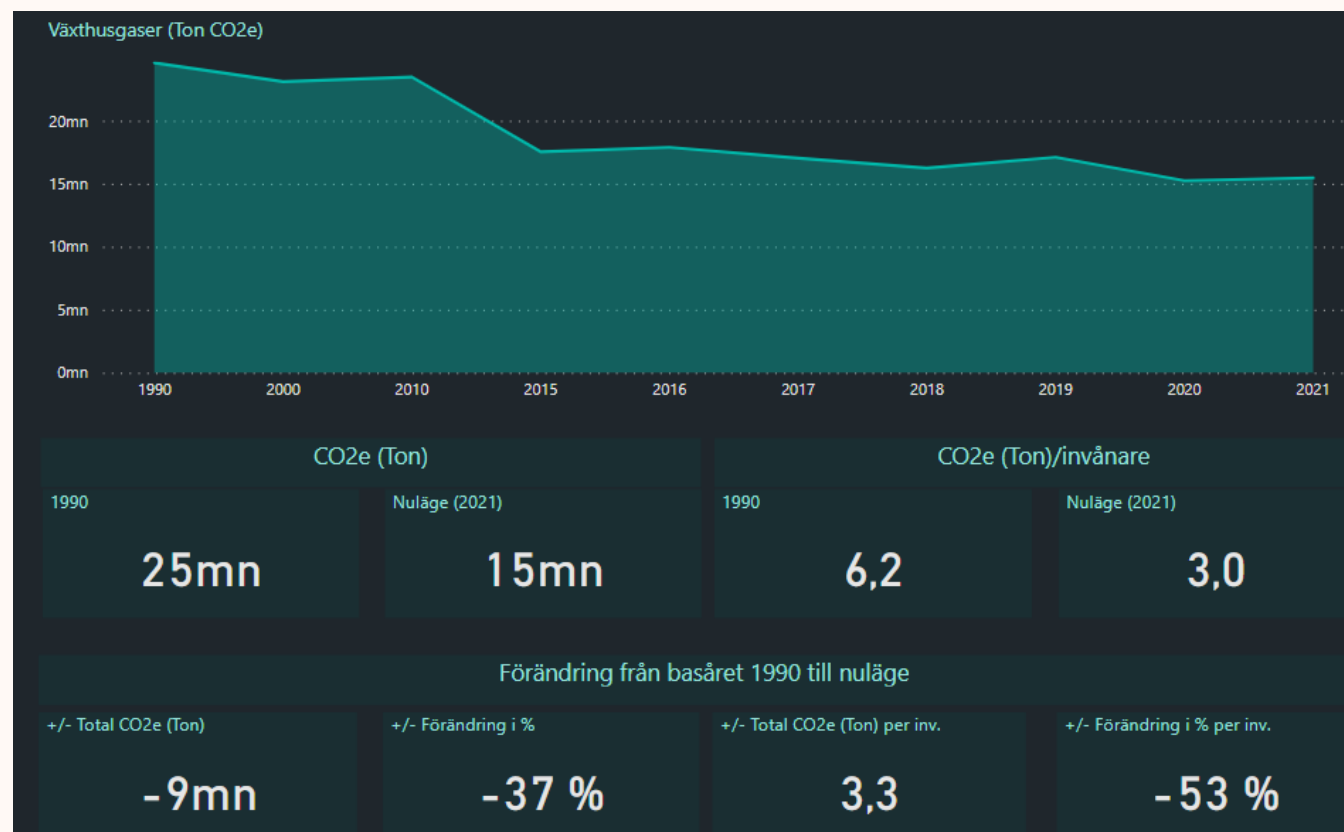 Växthusgaser (Ton CO2e)
20mn
15mn
10mn
5mn
0mn
1990 2000 2010 2015 2016 2017 2018 2019 2020 2021
CO2e (Ton) CO2e (Ton)/invånare
1990 Nuläge (2021) 1990 Nuläge (2021)
25mn 15mn 6,2 3,0
Förändring från basåret 1990 till nuläge
+/- Total CO2e (Ton) +/- Förändring i % +/- Total CO2e (Ton) per inv. +/- Förändring i % per inv.
-9mn -37 % 3,3 -53 %